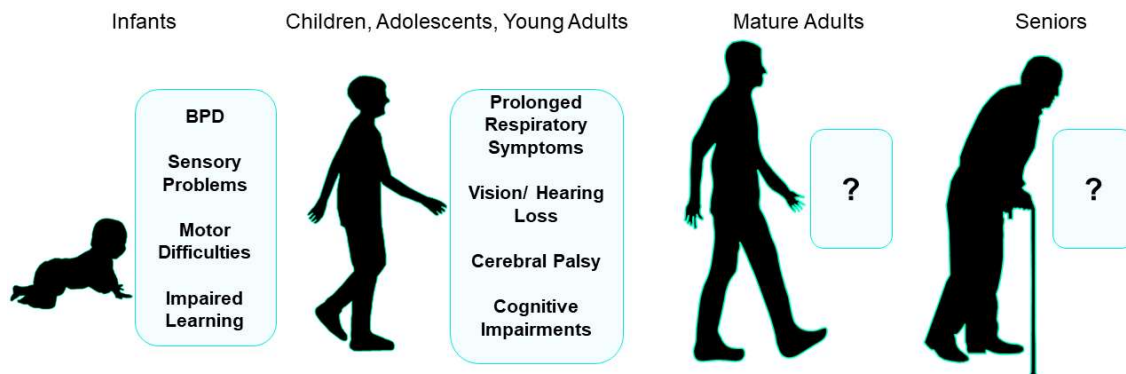 Infants
Children, Adolescents, Young Adults
Mature Adults
Seniors
BPD
Sensory
Problems
Motor
Difficulties
Impaired
Learning
Prolonged
Respiratory
Symptoms
Vision/ Hearing
Loss
Cerebral Palsy
Cognitive
Impairments
?
?